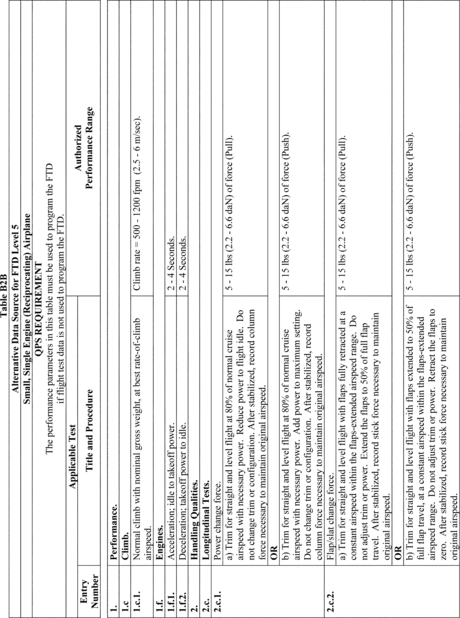 Table B2B
Alternative Data Source for FTD Level 5
Small, Single Engine (Reciprocating) Airplane
QPS REQUIREMENT
The performance parameters in this table must be used to program the FTD
if flight test data is not used to program the FTD.
Applicable Test
Authorized
Performance Range
Entry
Number
Title and Procedure
1. Performance.
1.c Climb.
1.c.1. Normal climb with nominal gross weight, at best rate-of-climb
airspeed.
Climb rate = 500 - 1200 fpm (2.5 - 6 m/sec).
1.f. Engines.
1.f.1. Acceleration; idle to takeoff power. 2 - 4 Seconds.
1.f.2. Deceleration; takeoff power to idle. 2 - 4 Seconds.
2. Handling Qualities.
2.c. Longitudinal Tests.
2.c.1. Power change force.
a) Trim for straight and level flight at 80% of normal cruise
airspeed with necessary power. Reduce power to flight idle. Do
not change trim or configuration. After stabilized, record column
force necessary to maintain original airspeed.
5 - 15 lbs (2.2 - 6.6 daN) of force (Pull).
OR
b) Trim for straight and level flight at 80% of normal cruise
airspeed with necessary power. Add power to maximum setting.
Do not change trim or configuration. After stabilized, record
column force necessary to maintain original airspeed.
5 - 15 lbs (2.2 - 6.6 daN) of force (Push).
2.c.2. Flap/slat change force.
a) Trim for straight and level flight with flaps fully retracted at a
constant airspeed within the flaps-extended airspeed range. Do
not adjust trim or power. Extend the flaps to 50% of full flap
travel. After stabilized, record stick force necessary to maintain
original airspeed.
5 - 15 lbs (2.2 - 6.6 daN) of force (Pull).
OR
b) Trim for straight and level flight with flaps extended to 50% of
full flap travel, at a constant airspeed within the flaps-extended
airspeed range. Do not adjust trim or power. Retract the flaps to
zero. After stabilized, record stick force necessary to maintain
original airspeed.
5 - 15 lbs (2.2 - 6.6 daN) of force (Push).